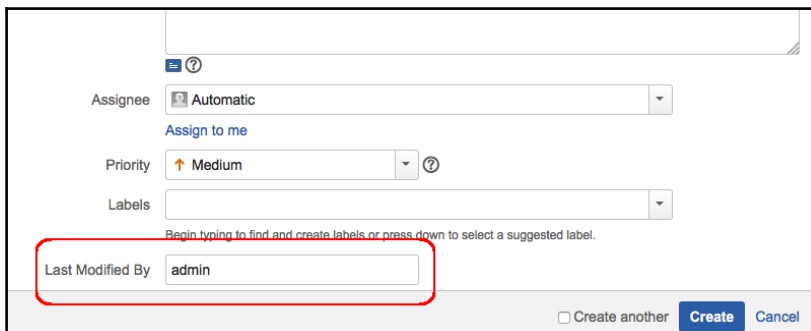 Assignee Automatic
Assign to me
Priority Medium
Labels
Begin typing to find and create labels or press down to select a suggested label.
Last Modified By admin
Create another Create Cancel